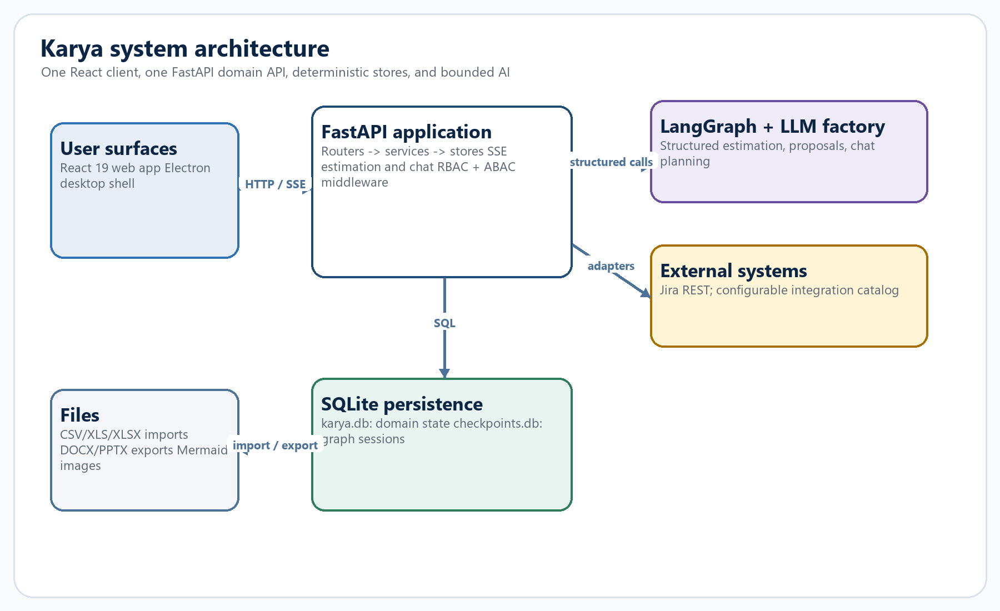 Karya system architecture
One React client, one FastAPI domain API, deterministic stores, and bounded AI
User surfaces
React 19 web app Electron
desktop shell
HTTP / SSE
FastAPI application
Routers -> services -> stores SSE
estimation and chat RBAC + ABAC
middleware
structured calls
LangGraph + LLM factory
Structured estimation, proposals, chat
planning
adapters
External systems
Jira REST; configurable integration catalog
SQL
Files
CSV/XLS/XLSX imports
DOCX/PPTX exports Mermaid
images
import / export
SQLite persistence
karya.db: domain state checkpoints.db:
graph sessions